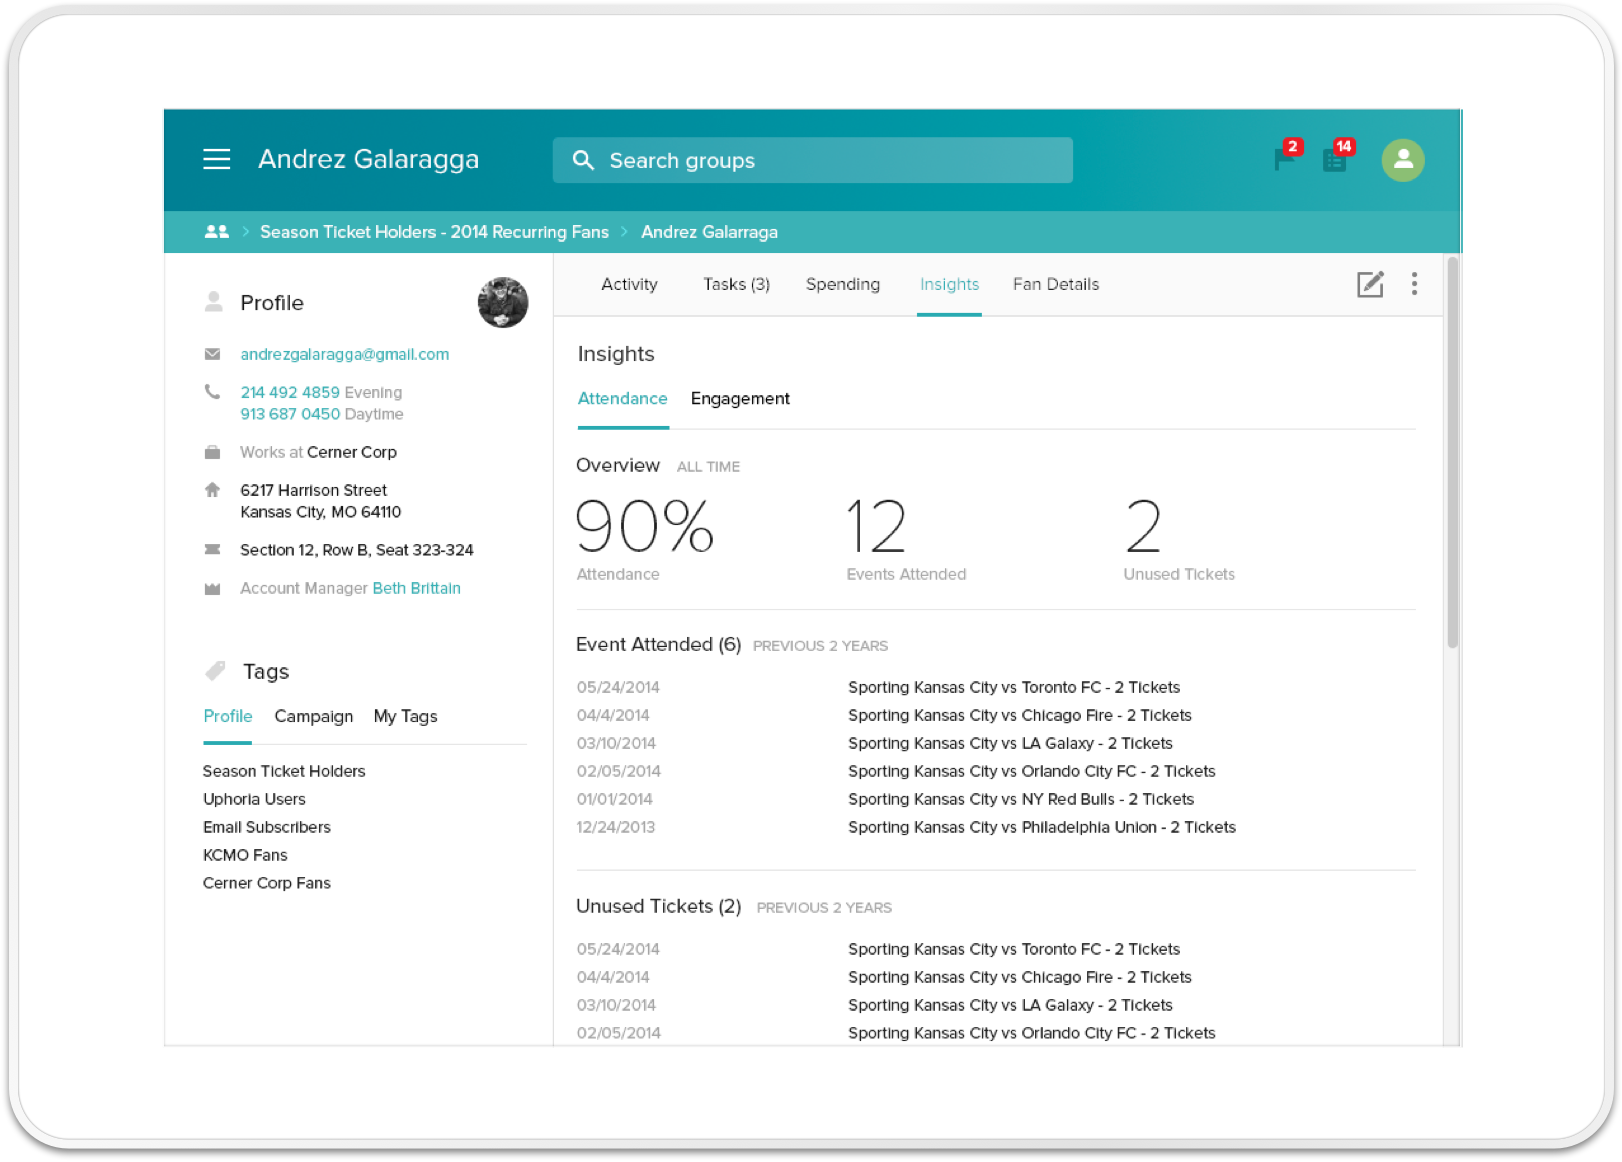 Andrez Galaragga
Search groups
2
14
Season Ticket Holders - 2014 Recurring Fans > Andrez Galarraga
Profile
andrezgalaragga@gmail.com
214 492 4859 Evening
913 687 0450 Daytime
Works at Cerner Corp
6217 Harrison Street
Kansas City, MO 64110
Section 12, Row B, Seat 323-324
Account Manager Beth Brittain
Tags
Profile Campaign My Tags
Season Ticket Holders
Uphoria Users
Email Subscribers
KCMO Fans
Cerner Corp Fans
Activity Tasks (3) Spending Insights Fan Details
Insights
Attendance Engagement
Overview ALL TIME
90% 12 2
Attendance Events Attended Unused Tickets
Event Attended (6) PREVIOUS 2 YEARS
05/24/2014 Sporting Kansas City vs Toronto FC - 2 Tickets
04/4/2014 Sporting Kansas City vs Chicago Fire - 2 Tickets
03/10/2014 Sporting Kansas City vs LA Galaxy - 2 Tickets
02/05/2014 Sporting Kansas City vs Orlando City FC - 2 Tickets
01/01/2014 Sporting Kansas City vs NY Red Bulls - 2 Tickets
12/24/2013 Sporting Kansas City vs Philadelphia Union - 2 Tickets
Unused Tickets (2) PREVIOUS 2 YEARS
05/24/2014 Sporting Kansas City vs Toronto FC - 2 Tickets
04/4/2014 Sporting Kansas City vs Chicago Fire - 2 Tickets
03/10/2014 Sporting Kansas City vs LA Galaxy - 2 Tickets
02/05/2014 Sporting Kansas City vs Orlando City FC - 2 Tickets